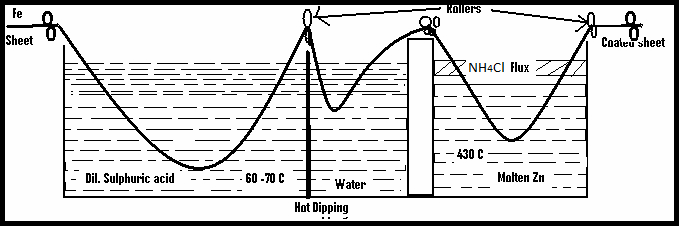 Fe
Sheet
Rollers
Coated sheet
NH4Cl Flux
430 C
Dil. Sulphuric acid
60 -70 C
Water
Molten Zn
Hot Dipping